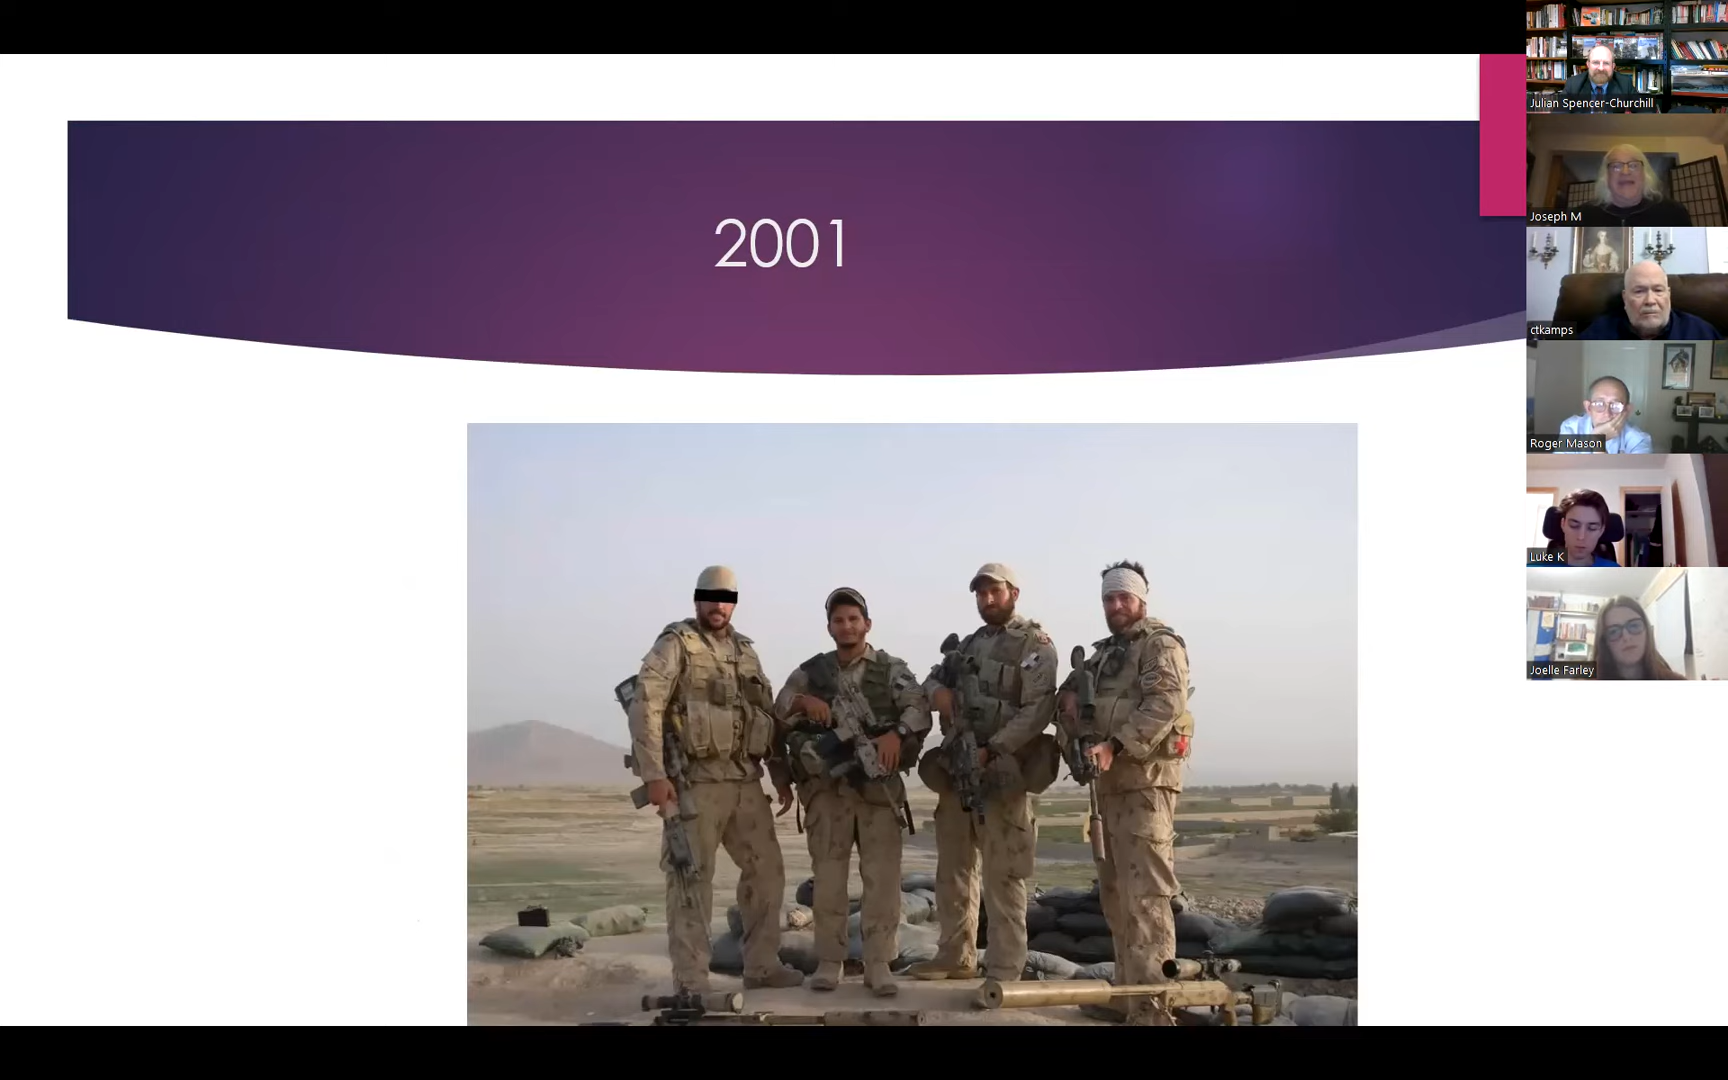 2001
Julian Spencer-Churchill
Joseph M
ctkamps
Roger Mason
Luke K
Joelle Farley